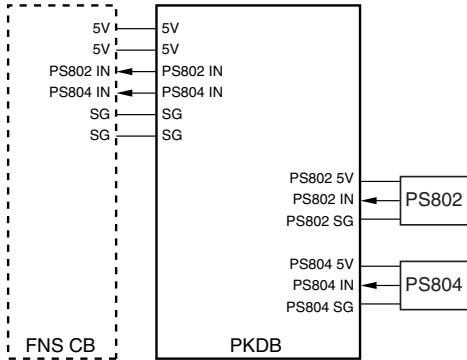 5V 5V
5V 5V
PS802 IN PS802 IN
PS804 IN PS804 IN
SG SG
SG SG
PS802 5V
PS802 IN PS802
PS802 SG
PS804 5V
PS804 IN PS804
PS804 SG
FNS CB PKDB